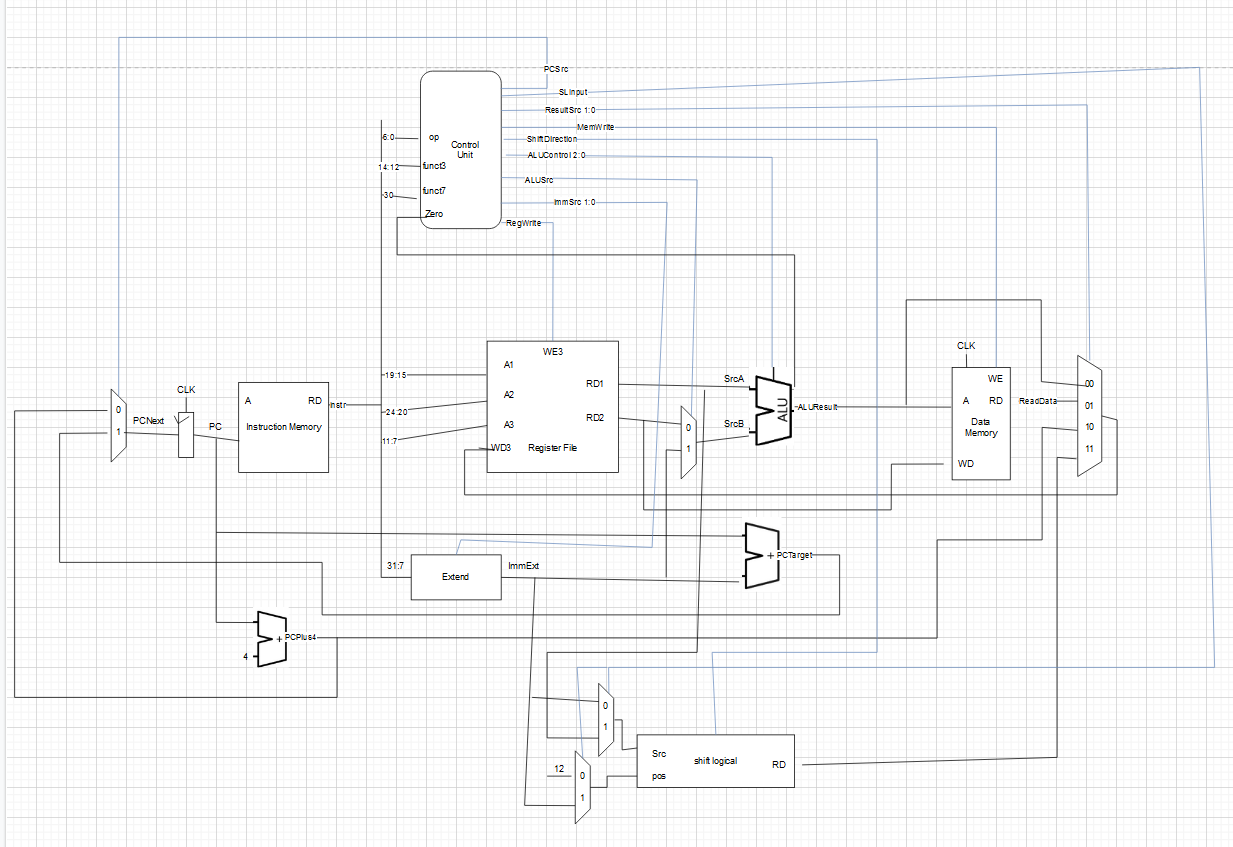 PCSrc
SLInput
ResultSrc 1:0
MemWrite
ShiftDirection
ALUControl 2:0
ALUSrc
ImmSrc 1:0
RegWrite
6:0
op
Control
Unit
14:12
funct3
30
funct7
Zero
CLK
0
1
PCNext
PC
A
RD
Instruction Memory
Instr
19:15
24:20
11:7
WE3
A1
A2
A3
WD3
RD1
RD2
Register File
0
1
SrcA
SrcB
ALU
ALUResult
CLK
WE
A
RD
Data
Memory
WD
ReadData
00
01
10
11
31:7
Extend
ImmExt
+
PCTarget
4
+
PCPlus4
0
1
12
0
1
Src
pos
shift logical
RD